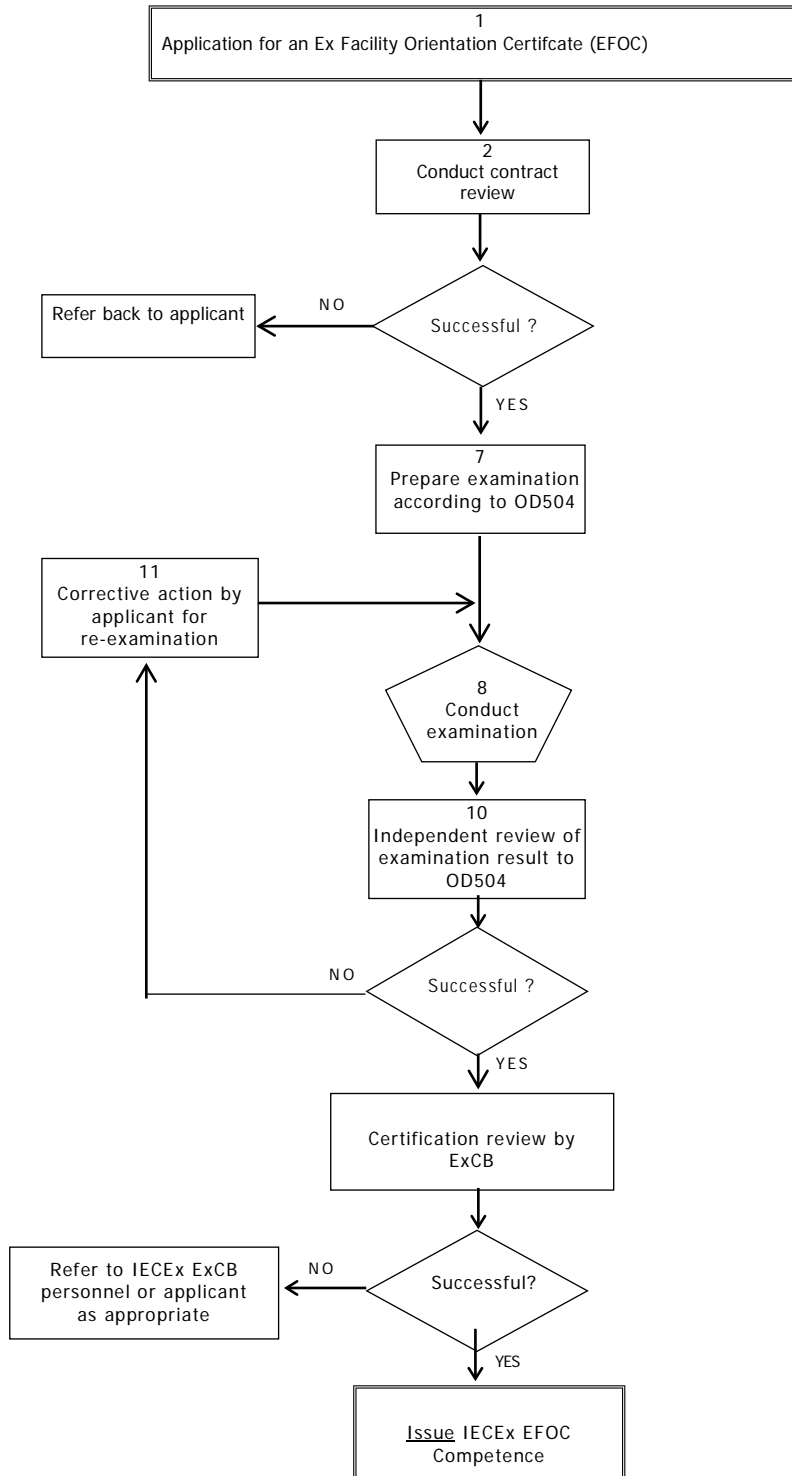 1
Application for an Ex Facility Orientation Certifcate (EFOC)
2
Conduct contract
review
Successful ?
NO
Refer back to applicant
YES
7
Prepare examination
according to OD504
11
Corrective action by
applicant for
re-examination
8
Conduct
examination
10
Independent review of
examination result to
OD504
Successful ?
NO
YES
Certification review by
ExCB
Successful?
NO
Refer to IECEx ExCB
personnel or applicant
as appropriate
YES
Issue IECEx EFOC
Competence